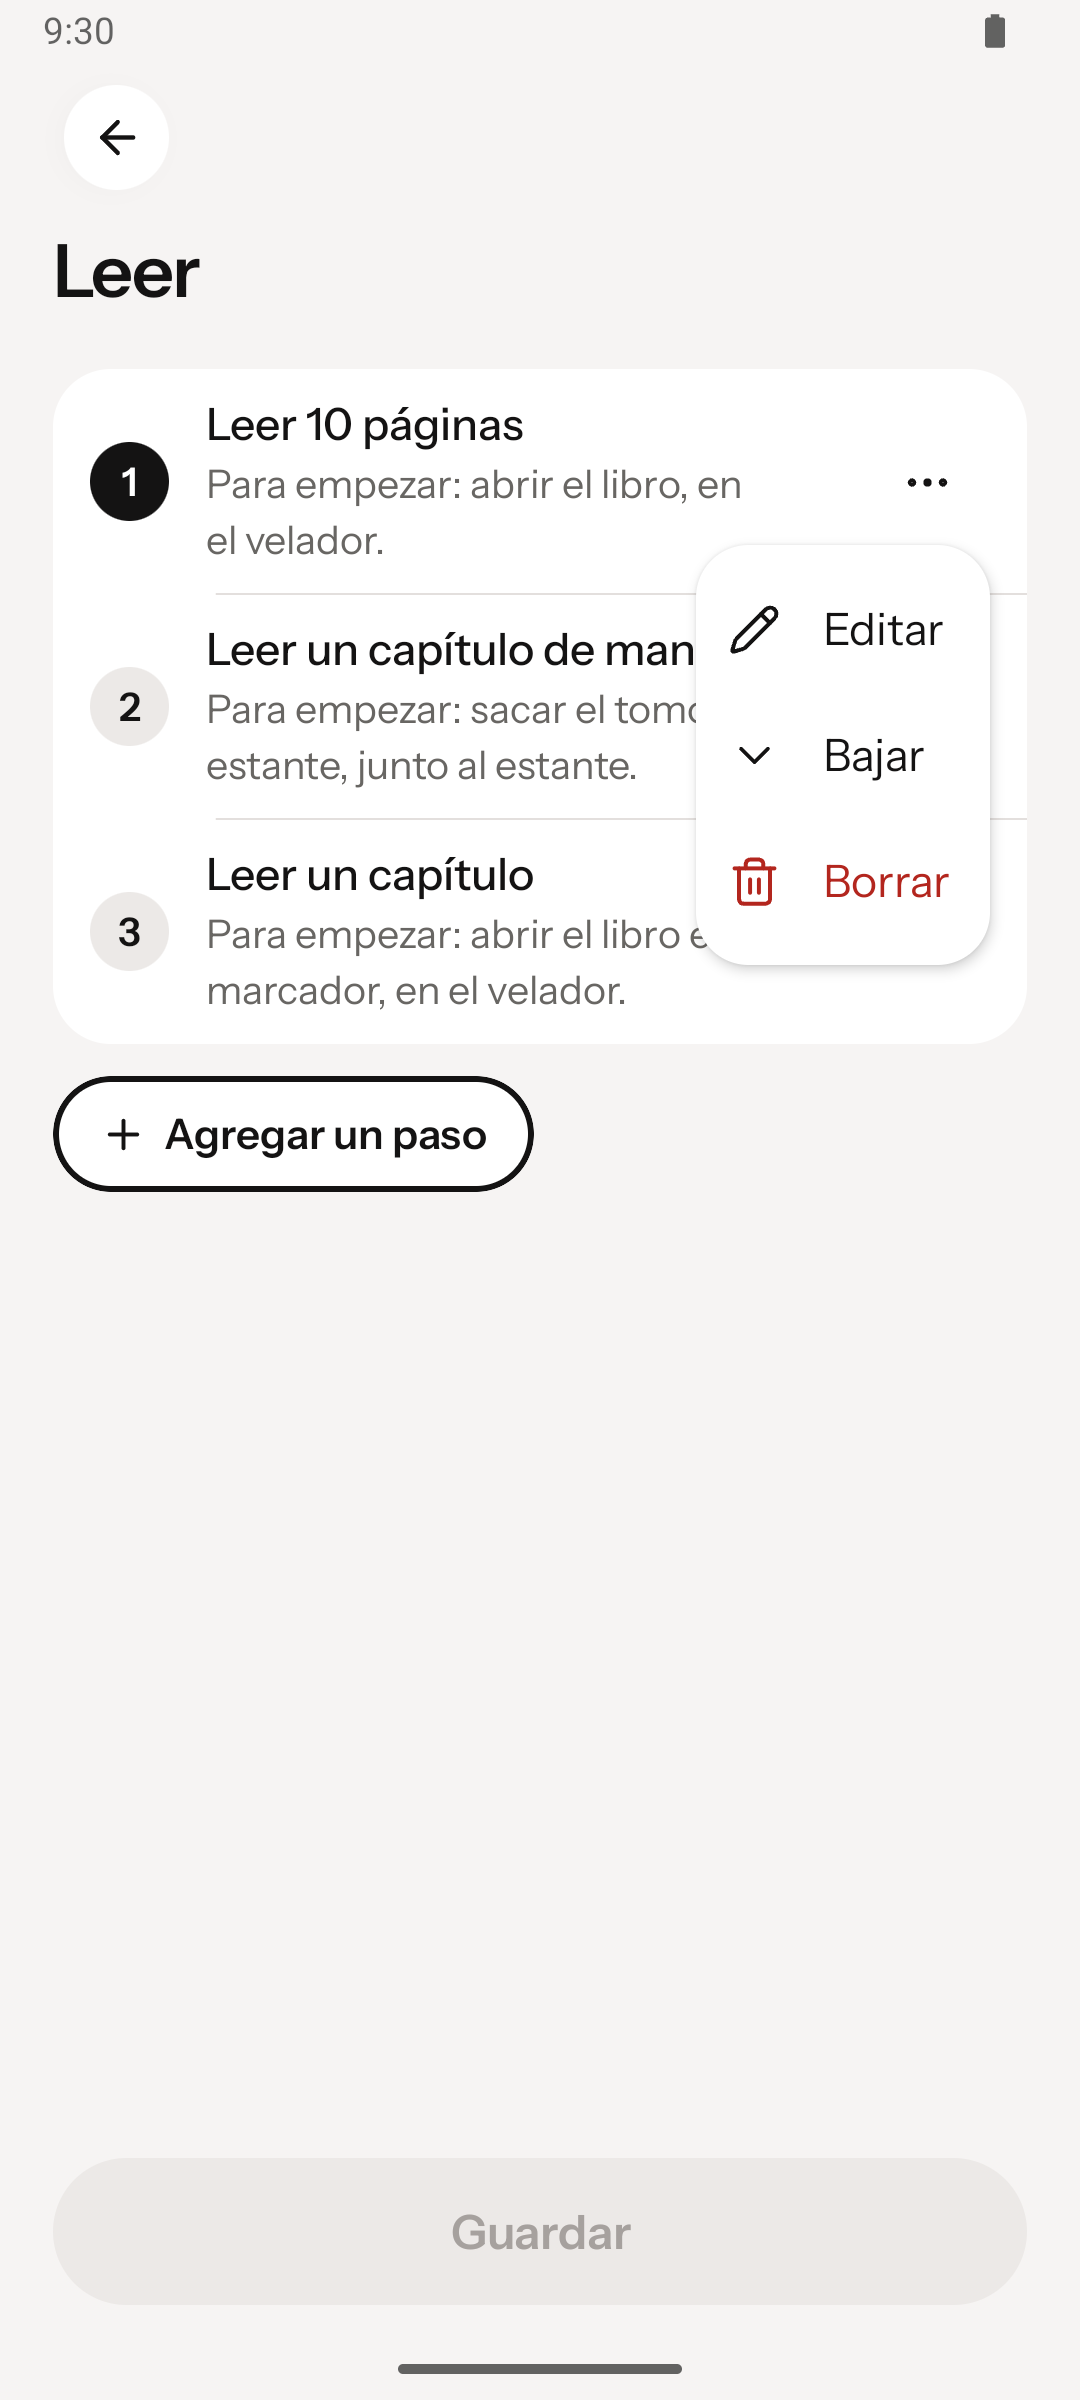 9:30
Leer
1
Leer 10 páginas
Para empezar: abrir el libro, en
el velador.
2
Leer un capítulo de
Para empezar: sacar el
estante, junto al estante.
3
Leer un capítulo
Para empezar: abrir el libro
marcador, en el velador.
Editar
Bajar
Borrar
Agregar un paso
Guardar